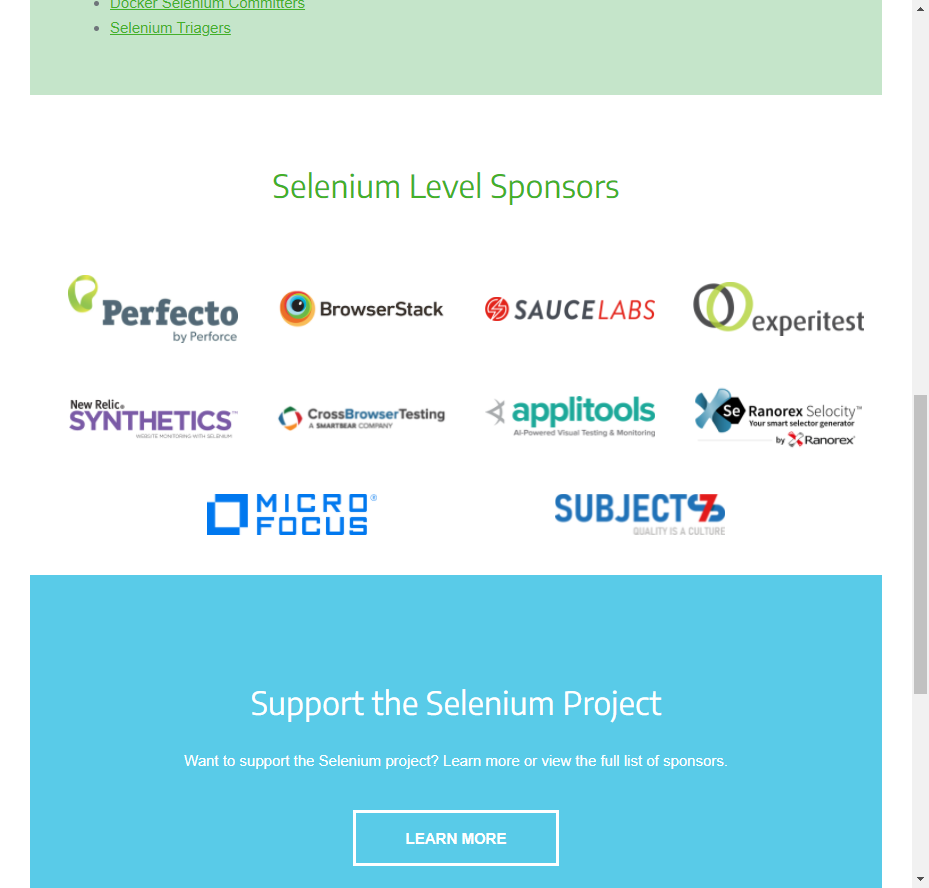 Docker Selenium Committers
Selenium Triagers
Selenium Level Sponsors
Perfecto
by Perforce
BrowserStack
SAUCE LABS
experitest
New Relic.
SYNTHETICS™
WEBSITE MONITORING WITH SELENIUM
CrossBrowserTesting
A SMARTBEAR COMPANY
applitools
AI-Powered Visual Testing & Monitoring
Se Ranorex Selocity™
Your smart selector generator
by Ranorex®
MICRO®
FOCUS
SUBJECT7
QUALITY IS A CULTURE
Support the Selenium Project
Want to support the Selenium project? Learn more or view the full list of sponsors.
LEARN MORE